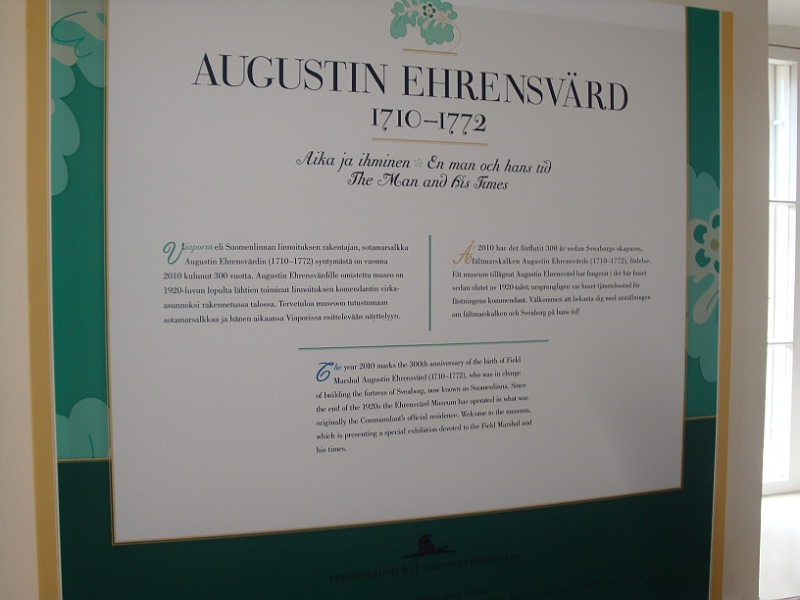 AUGUSTIN EHRENSVÄRD
1710–1772
Aika ja ihminen En man och hans tid
The Man and his Times
Viaporin eli Suomenlinnan linnoituksen rakentajan, sotamarsalkka
Augustin Ehrensvärdin (1710–1772) syntymästä on vuonna
2010 kulunut 300 vuotta. Augustin Ehrensvärdille omistettu museo on
1920-luvun lopulta lähtien toiminut linnoituksen komendantin virka-
asunnoksi rakennetussa talossa. Tervetuloa museoon tutustumaan
sotamarsalkkaa ja hänen aikaansa Viaporissa esittelevään näyttelyyn.
År 2010 har det förflutit 300 år sedan Sveaborgs skapares,
fältmarskalken Augustin Ehrensvärds (1710–1772), födelse.
Ett museum tillägnat Augustin Ehrensvärd har fungerat i det här huset
sedan slutet av 1920-talet; ursprungligen var huset tjänstebostad för
fästningens kommendant. Välkommen att bekanta dig med utställningen
om fältmarskalken och Sveaborg på hans tid!
The year 2010 marks the 300th anniversary of the birth of Field
Marshal Augustin Ehrensvärd (1710–1772), who was in charge
of building the fortress of Sveaborg, now known as Suomenlinna. Since
the end of the 1920s the Ehrensvärd Museum has operated in what was
originally the Commandant's official residence. Welcome to the museum,
which is presenting a special exhibition devoted to the Field Marshal and
his times.